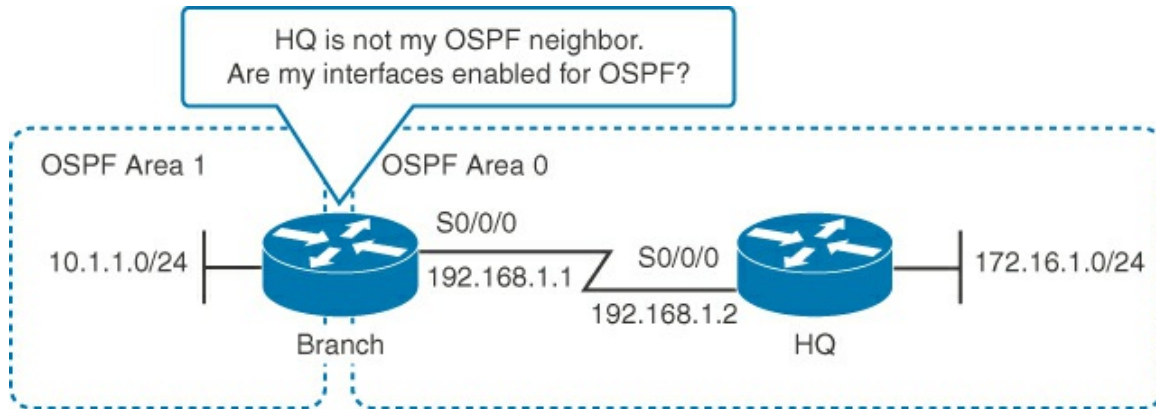 HQ is not my OSPF neighbor.
Are my interfaces enabled for OSPF?
OSPF Area 1
OSPF Area 0
S0/0/0
10.1.1.0/24
192.168.1.1
S0/0/0
192.168.1.2
172.16.1.0/24
Branch
HQ